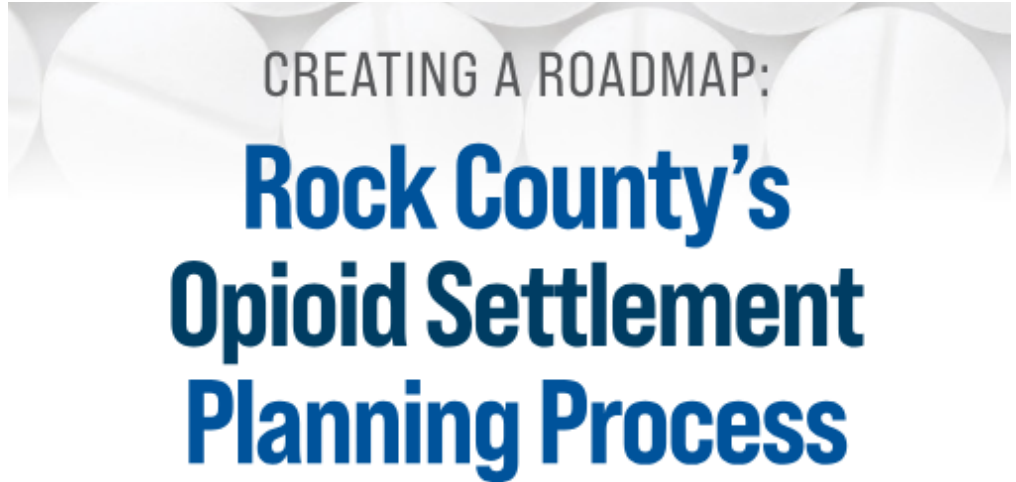 CREATING A ROADMAP:
Rock County’s
Opioid Settlement
Planning Process